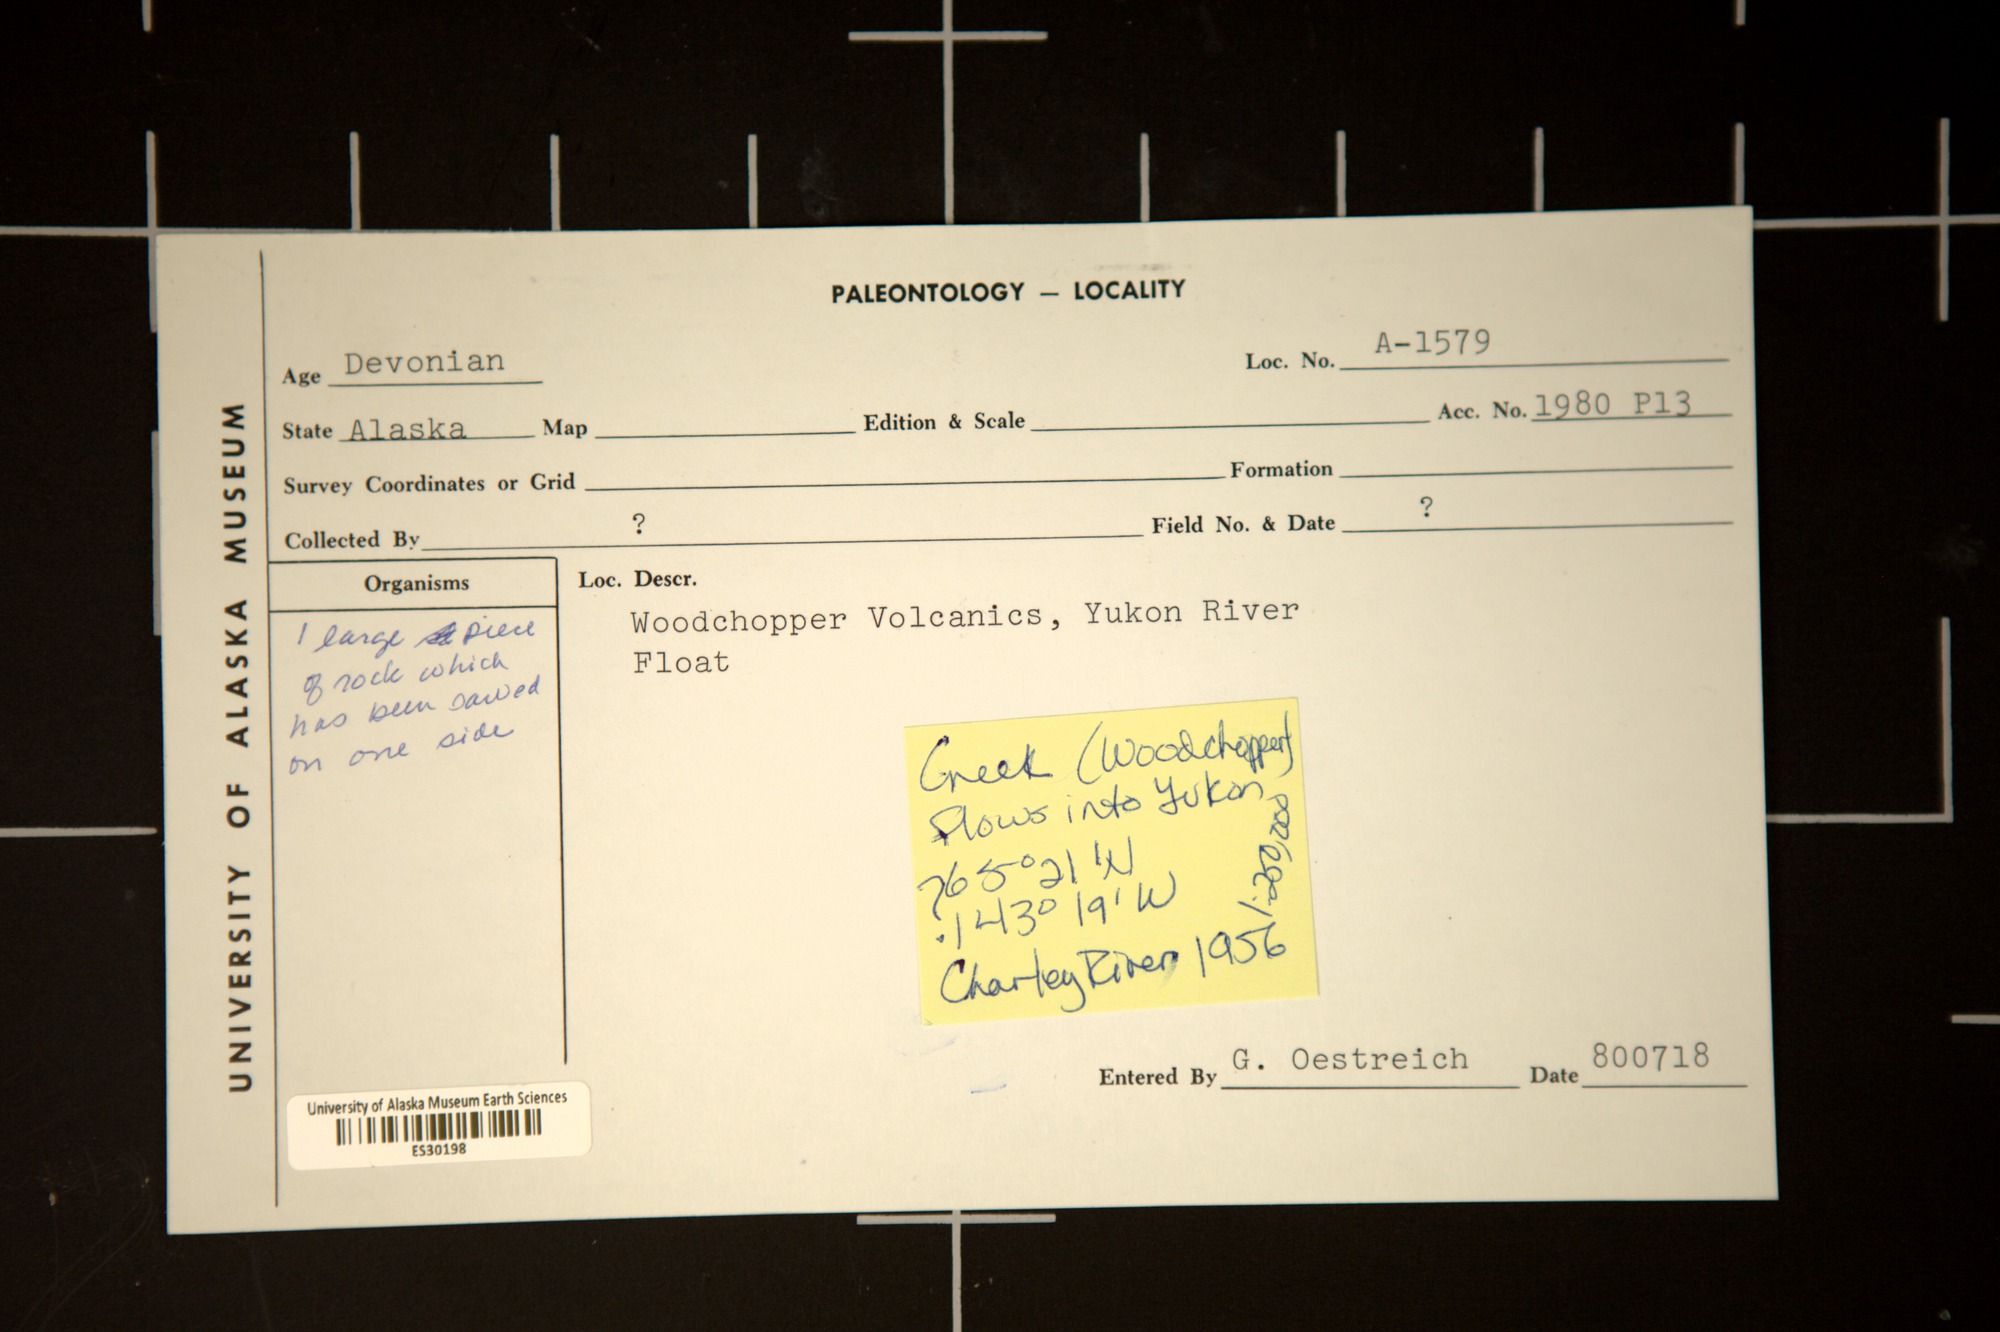 UNIVERSITY OF ALASKA MUSEUM
PALEONTOLOGY — LOCALITY
Age Devonian
Loc. No. A-1579
State Alaska Map Edition & Scale Acc. No. 1980 P13
Survey Coordinates or Grid Formation
Collected By ? Field No. & Date ?
Organisms
1 large piece
of rock which
has been sawed
on one side
Loc. Descr.
Woodchopper Volcanics, Yukon River
Float
Creek (Woodchopper)
flows into Yukon
?65°21'N
143° 19'W
Charley River 1956
1:250,000
Entered By G. Oestreich Date 800718
University of Alaska Museum Earth Sciences
ES30198